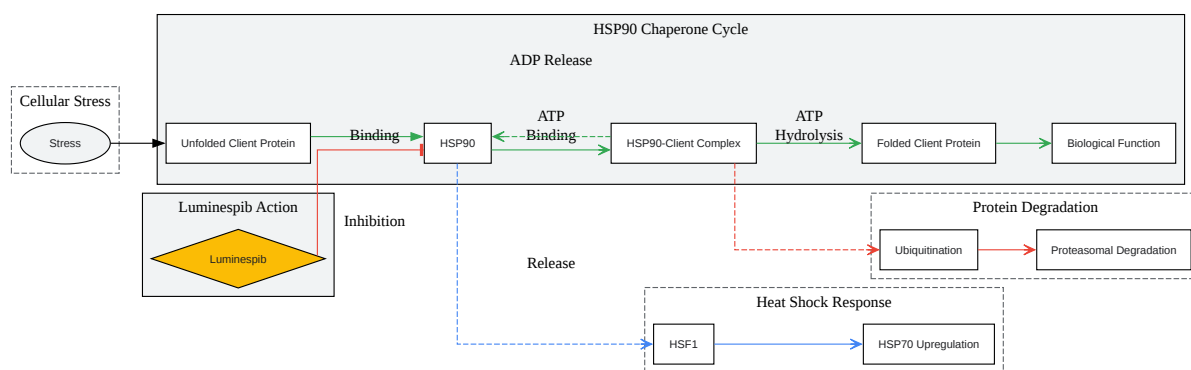 HSP90 Chaperone Cycle
ADP Release
Cellular Stress
Stress
Unfolded Client Protein
Binding
HSP90
ATP
Binding
HSP90-Client Complex
ATP
Hydrolysis
Folded Client Protein
Biological Function
Luminespib Action
Luminespib
Inhibition
Protein Degradation
Ubiquitination
Proteasomal Degradation
Release
Heat Shock Response
HSF1
HSP70 Upregulation